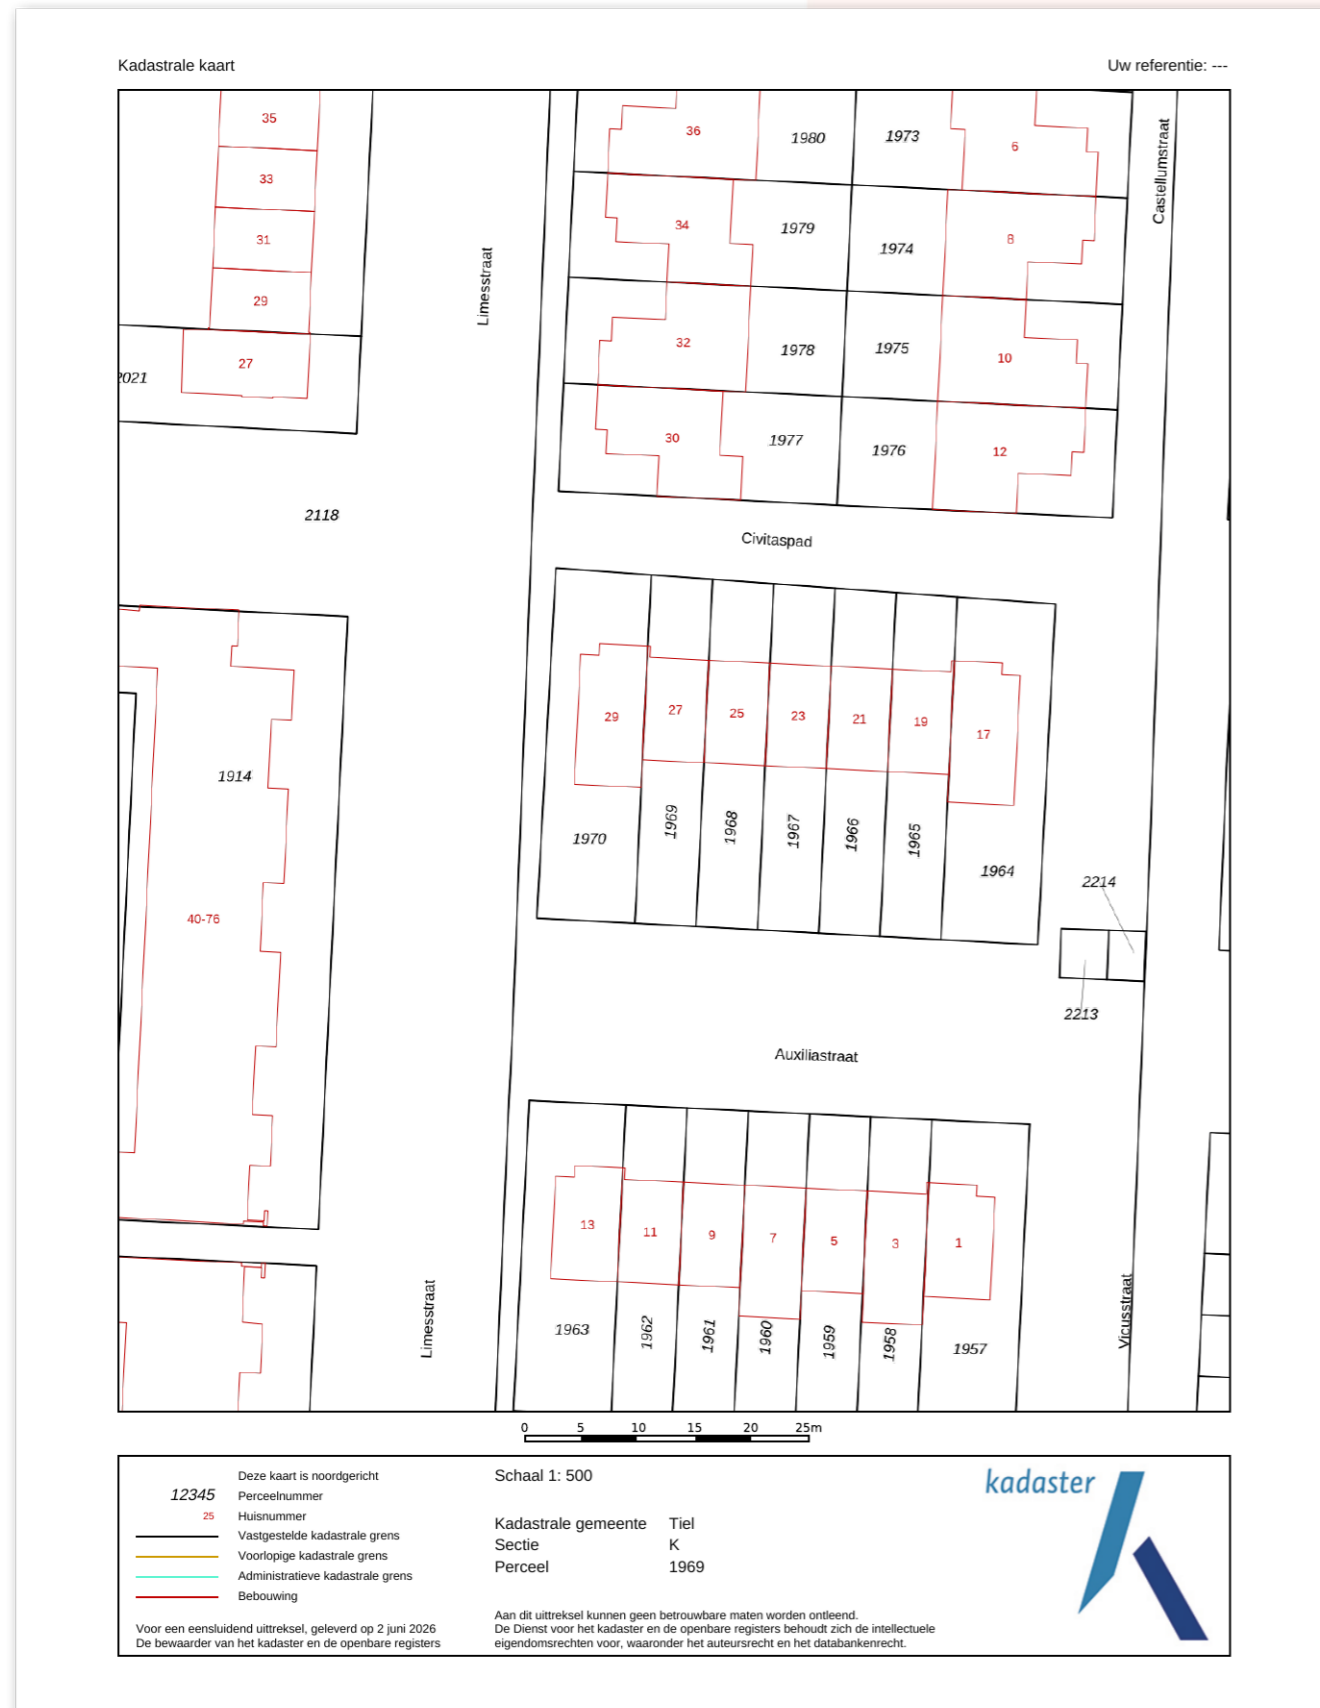 Kadastrale kaart
Uw referentie: ---
35
33
31
29
27
2021
2118
Limesstraat
36
1980
1973
6
Castellumstraat
34
1979
1974
8
32
1978
1975
10
30
1977
1976
12
Civitaspad
29
27
25
23
21
19
17
1970
1969
1968
1967
1966
1965
1964
2214
2213
1914
40-76
Auxiliastraat
13
11
9
7
5
3
1
1963
1962
1961
1960
1959
1958
1957
Limesstraat
Vicusstraat
0 5 10 15 20 25m
Deze kaart is noordgericht
12345 Perceelnummer
25 Huisnummer
Vastgestelde kadastrale grens
Voorlopige kadastrale grens
Administratieve kadastrale grens
Bebouwing
Voor een eensluidend uittreksel, geleverd op 2 juni 2026
De bewaarder van het kadaster en de openbare registers
Schaal 1: 500
Kadastrale gemeente Tiel
Sectie K
Perceel 1969
Aan dit uittreksel kunnen geen betrouwbare maten worden ontleend.
De Dienst voor het kadaster en de openbare registers behoudt zich de intellectuele
eigendomsrechten voor, waaronder het auteursrecht en het databankenrecht.
kadaster